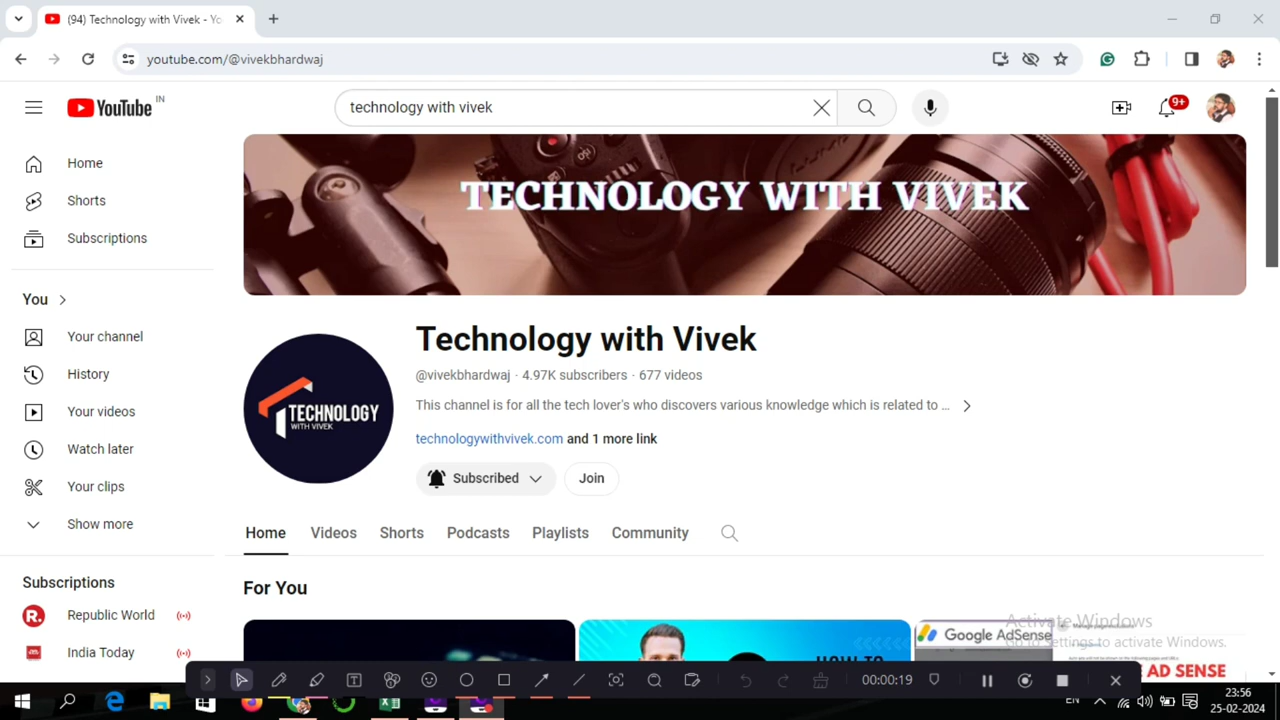 (94) Technology with Vivek - Yo
youtube.com/@vivekbhardwaj
YouTube IN
technology with vivek
9+
TECHNOLOGY WITH VIVEK
Home
Shorts
Subscriptions
You
Your channel
History
Your videos
Watch later
Your clips
Show more
Subscriptions
Republic World
India Today
TECHNOLOGY
WITH VIVEK
Technology with Vivek
@vivekbhardwaj · 4.97K subscribers · 677 videos
This channel is for all the tech lover's who discovers various knowledge which is related to ...
technologywithvivek.com and 1 more link
Subscribed
Join
Home Videos Shorts Podcasts Playlists Community
For You
HOW TO
Google AdSense
AD SENSE
Activate Windows
Go to Settings to activate Windows.
00:00:19
EN
23:56
25-02-2024